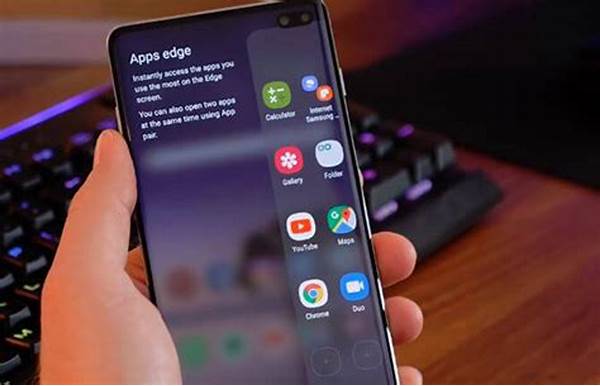 Apps edge
Instantly access the apps you
use the most on the Edge
screen.
You can also open two apps
at the same time using App
pair.
Calculator
Internet
Samsung ...
Gallery
Folder
YouTube
Maps
Chrome
Duo